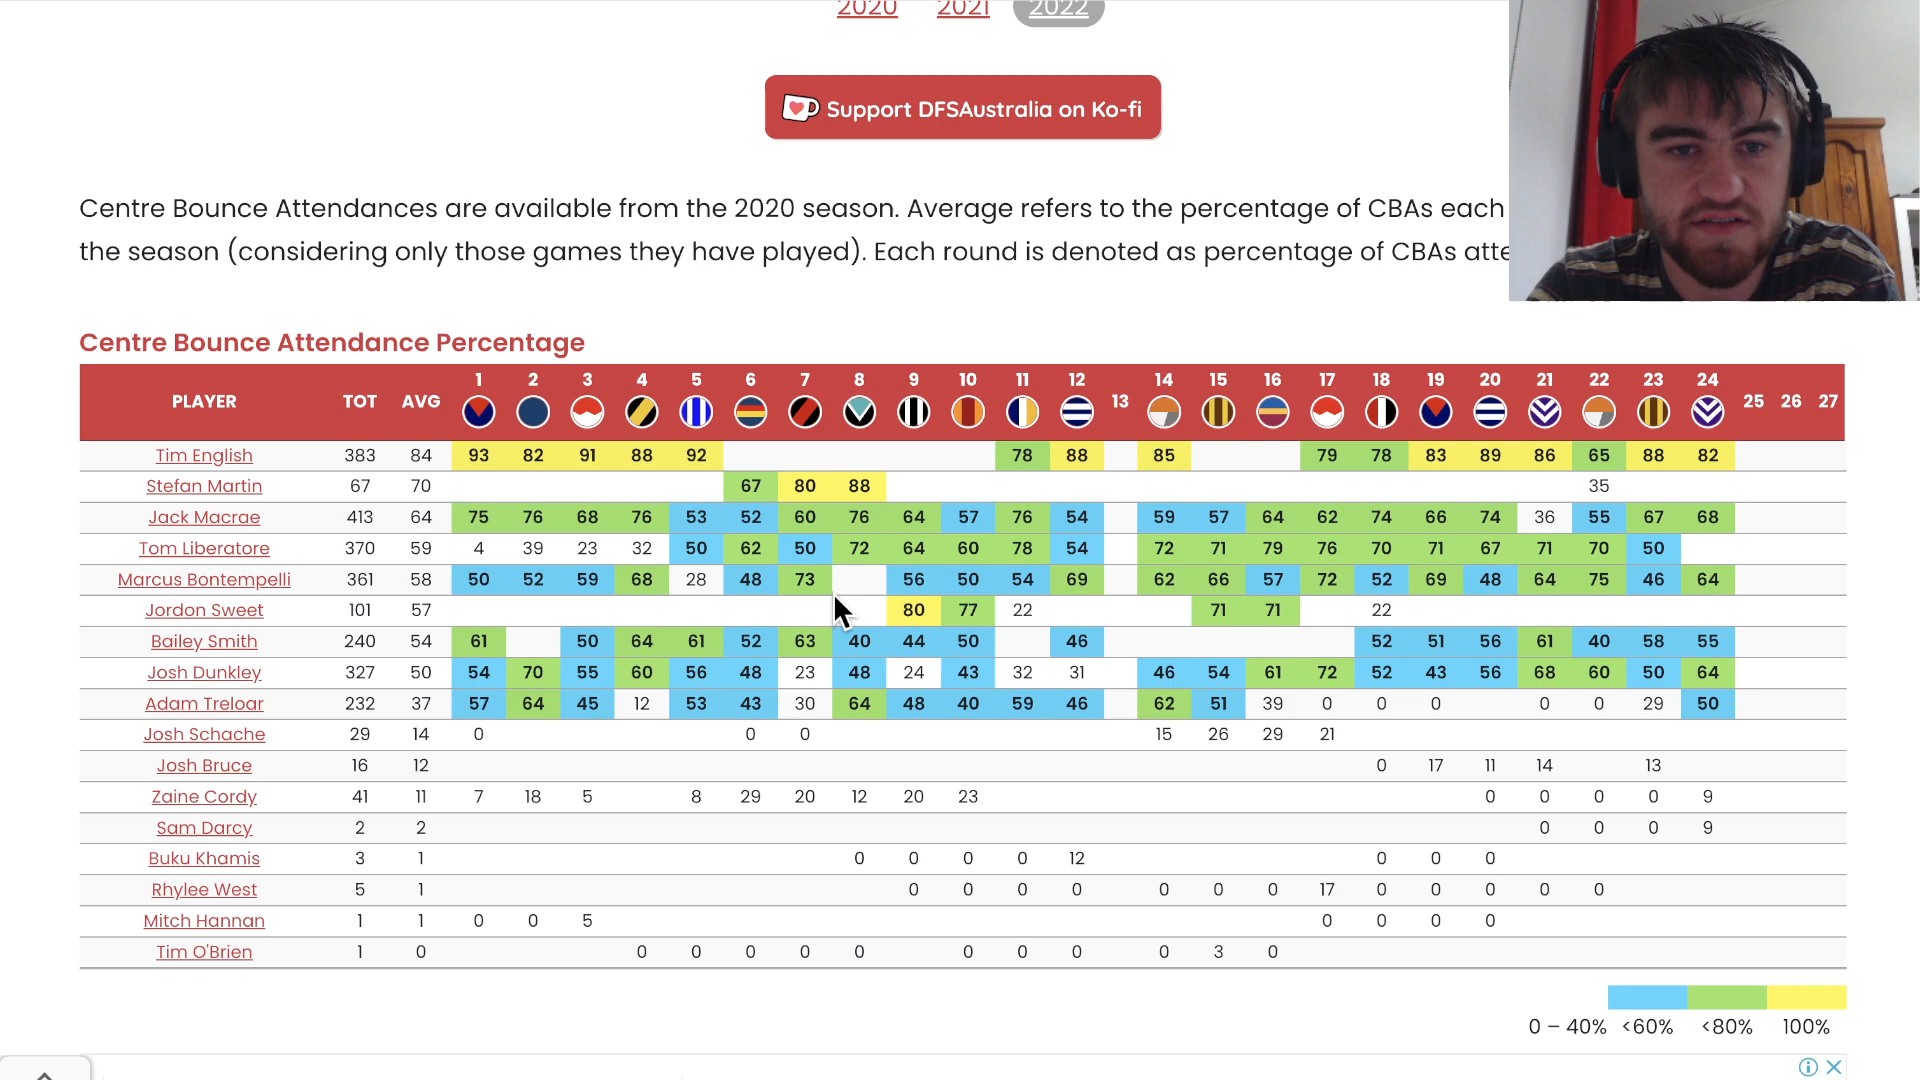 2020 2021 2022
Support DFSAustralia on Ko-fi
Centre Bounce Attendances are available from the 2020 season. Average refers to the percentage of CBAs each
the season (considering only those games they have played). Each round is denoted as percentage of CBAs atte
Centre Bounce Attendance Percentage
PLAYER TOT AVG 1 2 3 4 5 6 7 8 9 10 11 12 13 14 15 16 17 18 19 20 21 22 23 24 25 26 27
Tim English 383 84 93 82 91 88 92 78 88 85 79 78 83 89 86 65 88 82
Stefan Martin 67 70 67 80 88 35
Jack Macrae 413 64 75 76 68 76 53 52 60 76 64 57 76 54 59 57 64 62 74 66 74 36 55 67 68
Tom Liberatore 370 59 4 39 23 32 50 62 50 72 64 60 78 54 72 71 79 76 70 71 67 71 70 50
Marcus Bontempelli 361 58 50 52 59 68 28 48 73 56 50 54 69 62 66 57 72 52 69 48 64 75 46 64
Jordon Sweet 101 57 80 77 22 71 71 22
Bailey Smith 240 54 61 50 64 61 52 63 40 44 50 46 52 51 56 61 40 58 55
Josh Dunkley 327 50 54 70 55 60 56 48 23 48 24 43 32 31 46 54 61 72 52 43 56 68 60 50 64
Adam Treloar 232 37 57 64 45 12 53 43 30 64 48 40 59 46 62 51 39 0 0 0 0 0 29 50
Josh Schache 29 14 0 0 0 15 26 29 21
Josh Bruce 16 12 0 17 11 14 13
Zaine Cordy 41 11 7 18 5 8 29 20 12 20 23 0 0 0 0 9
Sam Darcy 2 2 0 0 0 9
Buku Khamis 3 1 0 0 0 0 12 0 0 0
Rhylee West 5 1 0 0 0 0 0 0 0 17 0 0 0 0 0
Mitch Hannan 1 1 0 0 5 0 0 0 0
Tim O'Brien 1 0 0 0 0 0 0 0 0 0 0 3 0
0 – 40% <60% <80% 100%